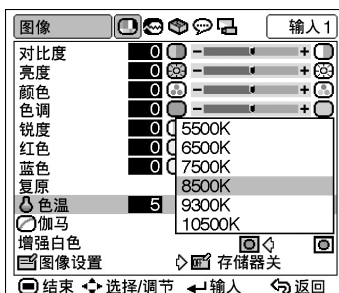 图像 输入1
对比度 0 - +
亮度 0 - +
颜色 0 - +
色调 0 - +
锐度 0
红色 0
蓝色 0
复原
色温 5
伽马
增强白色
图像设置 存储器关
5500K
6500K
7500K
8500K
9300K
10500K
结束 选择/调节 输入 返回